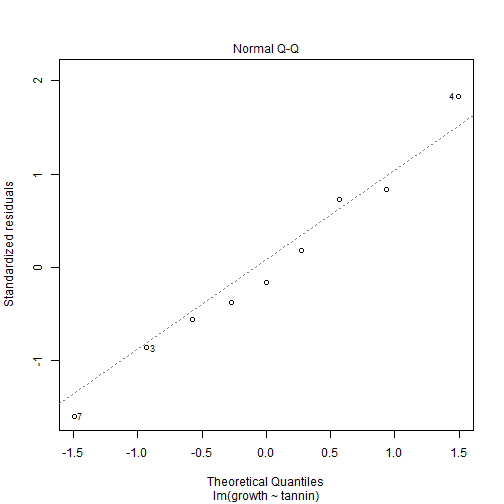 Normal Q-Q
2
1
0
-1
Standardized residuals
4
3
7
-1.5 -1.0 -0.5 0.0 0.5 1.0 1.5
Theoretical Quantiles
lm(growth ~ tannin)